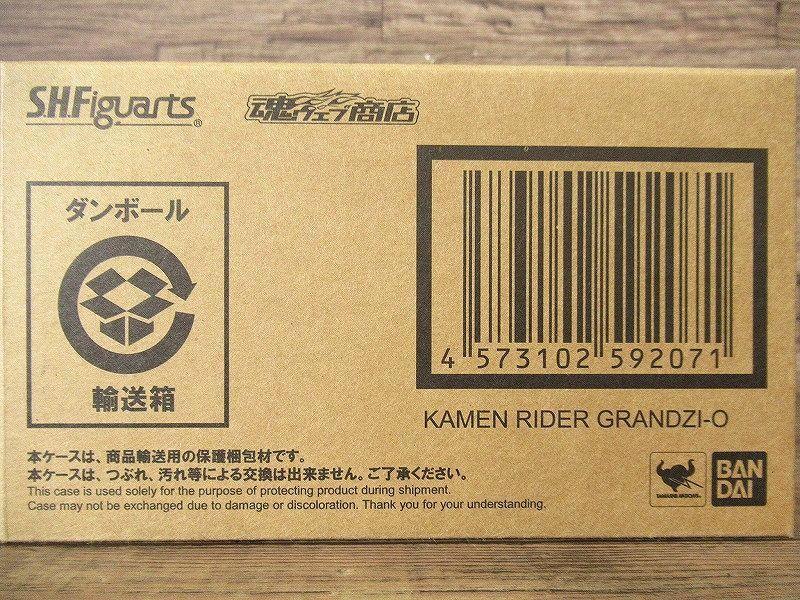 S.H.Figuarts®
魂ウェブ商店
ダンボール
輸送箱
4 573102 592071
KAMEN RIDER GRANDZI-O
本ケースは、商品輸送用の保護梱包材です。
本ケースは、つぶれ、汚れ等による交換は出来ません。ご了承ください。
This case is used solely for the purpose of protecting product during shipment.
Case may not be exchanged due to damage or discoloration. Thank you for your understanding.
TAMASHII NATIONS
BAN
DAI